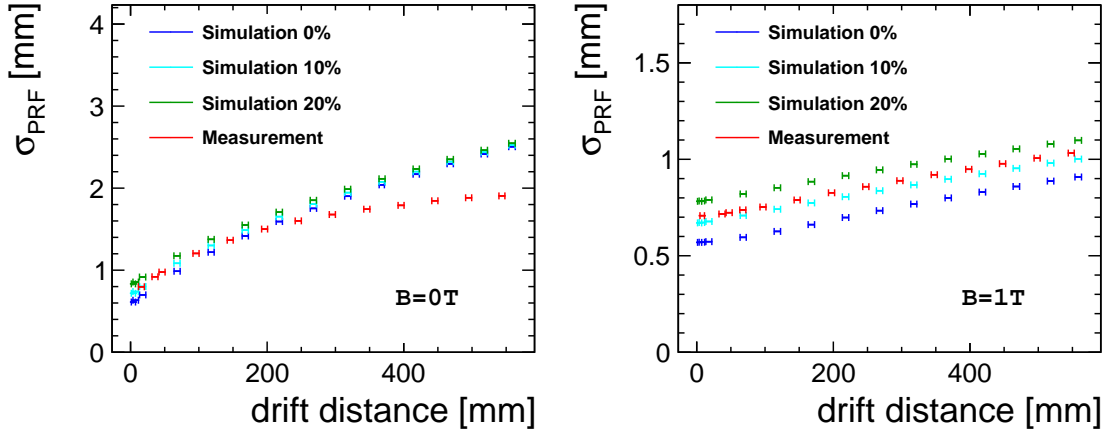 σPRF [mm]
4
3
2
1
0
Simulation 0%
Simulation 10%
Simulation 20%
Measurement
B=0T
0 200 400
drift distance [mm]
σPRF [mm]
1.5
1
0.5
0
Simulation 0%
Simulation 10%
Simulation 20%
Measurement
B=1T
0 200 400
drift distance [mm]